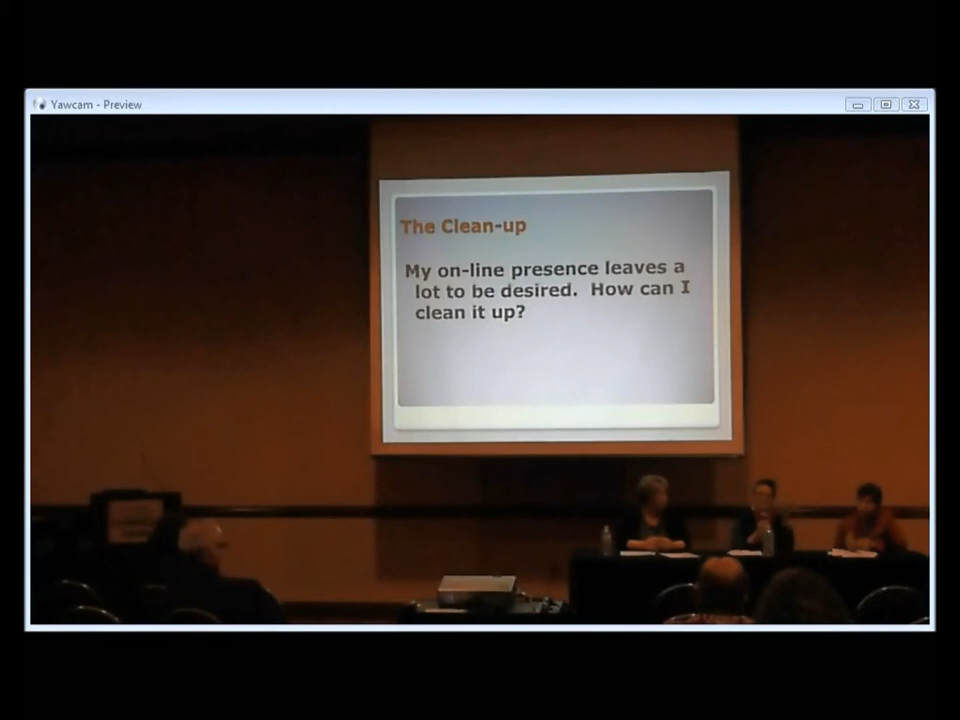 Yawcam - Preview
The Clean-up
My on-line presence leaves a
lot to be desired. How can I
clean it up?